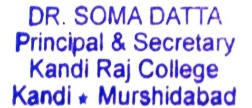 DR. SOMA DATTA
Principal & Secretary
Kandi Raj College
Kandi ★ Murshidabad